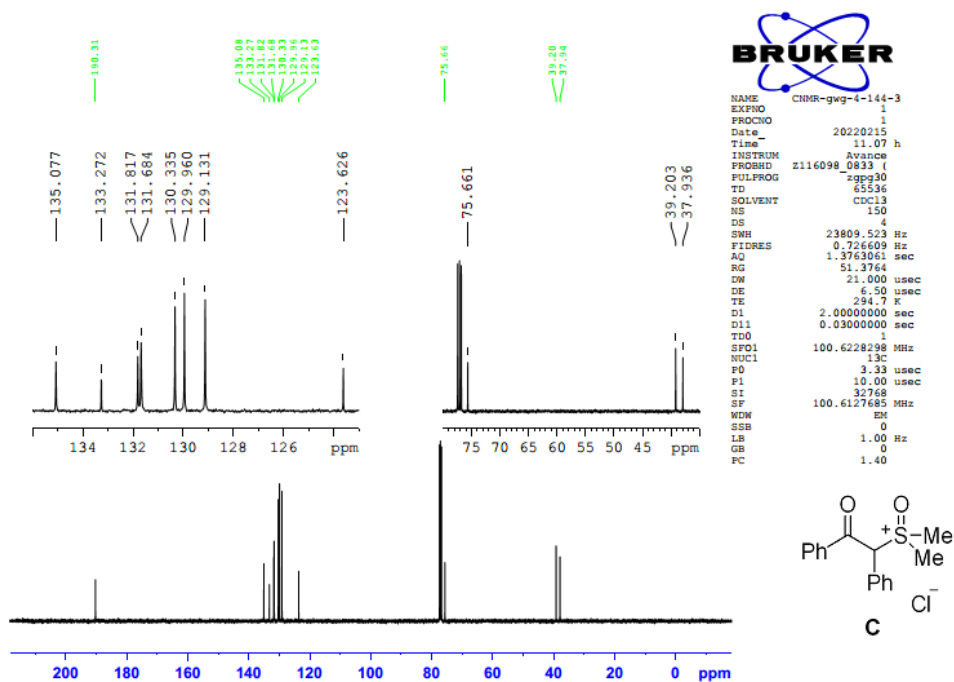 190.31
135.08
133.27
131.82
131.68
130.33
129.96
129.13
123.63
75.66
39.20
37.94
135.077
133.272
131.817
131.684
130.335
129.960
129.131
123.626
75.661
39.203
37.936
134 132 130 128 126 ppm
75 70 65 60 55 50 45 40 ppm
200 180 160 140 120 100 80 60 40 20 0 ppm
BRUKER
NAME CNMR-gwg-4-144-3
EXPNO 1
PROCNO 1
Date_ 20220215
Time 11.07 h
INSTRUM Avance
PROBHD Z116098_0833 (
PULPROG zgpg30
TD 65536
SOLVENT CDCl3
NS 150
DS 4
SWH 23809.523 Hz
FIDRES 0.726609 Hz
AQ 1.3763061 sec
RG 51.3764
DW 21.000 usec
DE 6.50 usec
TE 294.7 K
D1 2.00000000 sec
D11 0.03000000 sec
TD0 1
SFO1 100.6228298 MHz
NUC1 13C
P0 3.33 usec
P1 10.00 usec
SI 32768
SF 100.6127685 MHz
WDW EM
SSB 0
LB 1.00 Hz
GB 0
PC 1.40
O O
Ph + S Me
Me
Ph
Cl−
C